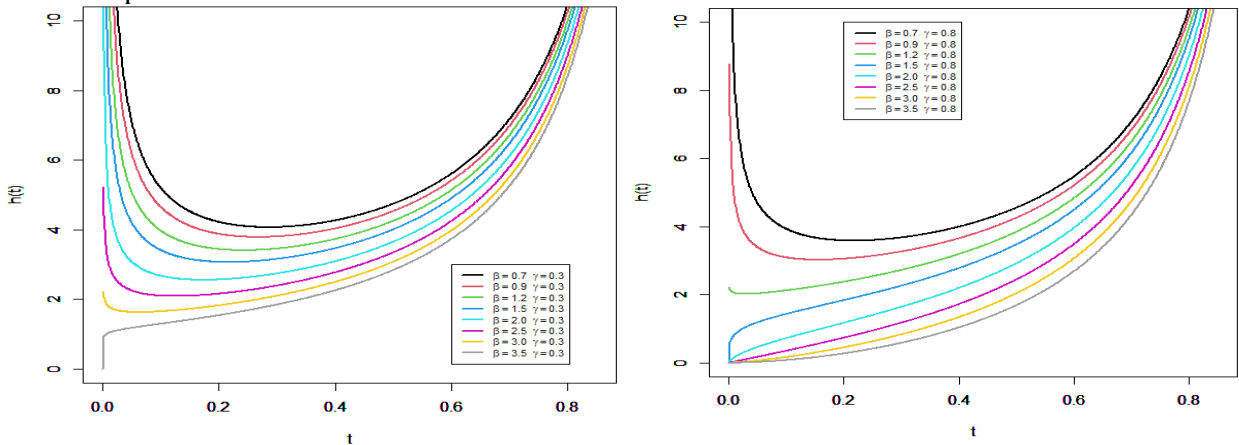 h(t)
10
8
6
4
2
0
β = 0.7 γ = 0.3
β = 0.9 γ = 0.3
β = 1.2 γ = 0.3
β = 1.5 γ = 0.3
β = 2.0 γ = 0.3
β = 2.5 γ = 0.3
β = 3.0 γ = 0.3
β = 3.5 γ = 0.3
0.0 0.2 0.4 0.6 0.8
t
h(t)
10
8
6
4
2
0
β = 0.7 γ = 0.8
β = 0.9 γ = 0.8
β = 1.2 γ = 0.8
β = 1.5 γ = 0.8
β = 2.0 γ = 0.8
β = 2.5 γ = 0.8
β = 3.0 γ = 0.8
β = 3.5 γ = 0.8
0.0 0.2 0.4 0.6 0.8
t